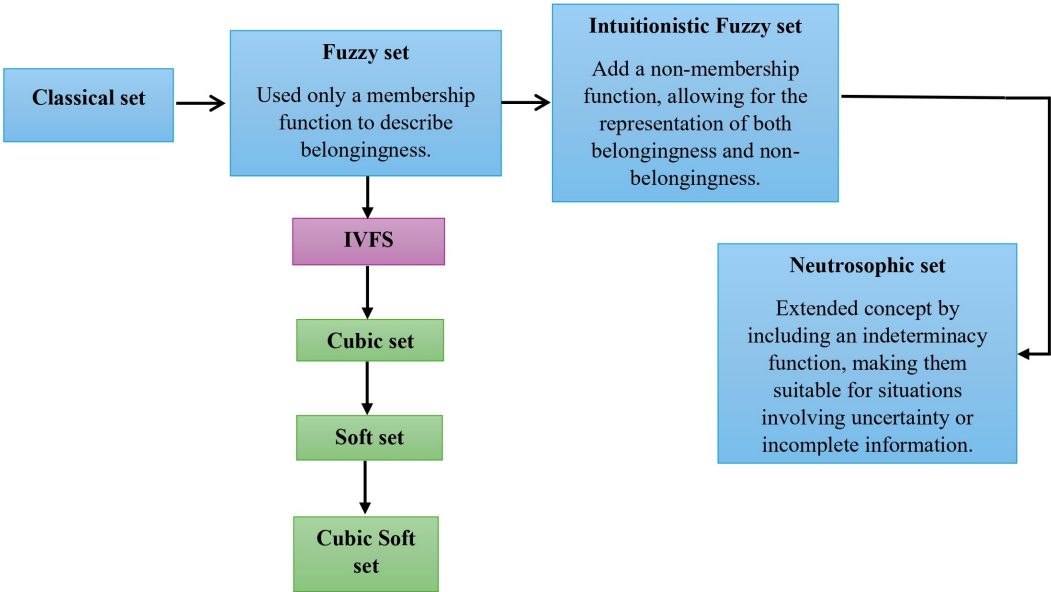 Classical set
Fuzzy set
Used only a membership
function to describe
belongingness.
Intuitionistic Fuzzy set
Add a non-membership
function, allowing for the
representation of both
belongingness and non-
belongingness.
Neutrosophic set
Extended concept by
including an indeterminacy
function, making them
suitable for situations
involving uncertainty or
incomplete information.
IVFS
Cubic set
Soft set
Cubic Soft
set